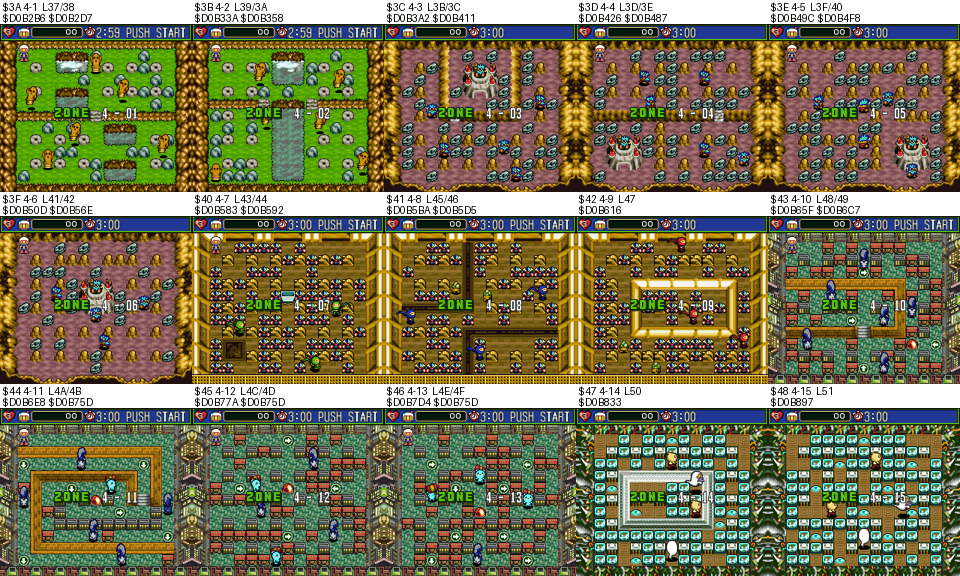 $3A 4-1 L37/38
$D0B2B6 $D0B2D7
$3B 4-2 L39/3A
$D0B33A $D0B358
$3C 4-3 L3B/3C
$D0B3A2 $D0B411
$3D 4-4 L3D/3E
$D0B426 $D0B487
$3E 4-5 L3F/40
$D0B49C $D0B4F8
00 2:59 PUSH START
00 2:59 PUSH START
00 3:00
00 3:00
00 3:00
ZONE 4 - 01
ZONE 4 - 02
ZONE 4 - 03
ZONE 4 - 04
ZONE 4 - 05
$3F 4-6 L41/42
$D0B50D $D0B56E
$40 4-7 L43/44
$D0B583 $D0B592
$41 4-8 L45/46
$D0B5BA $D0B5D5
$42 4-9 L47
$D0B616
$43 4-10 L48/49
$D0B65F $D0B6C7
00 3:00
00 3:00
00 3:00
00 3:00
00 3:00
ZONE 4 - 06
ZONE 4 - 07
ZONE 4 - 08
ZONE 4 - 09
ZONE 4 - 10
$44 4-11 L4A/4B
$D0B6E8 $D0B75D
$45 4-12 L4C/4D
$D0B77A $D0B75D
$46 4-13 L4E/4F
$D0B7D4 $D0B75D
$47 4-14 L50
$D0B833
$48 4-15 L51
$D0B897
00 3:00 PUSH START
00 3:00 PUSH START
00 3:00 PUSH START
00 3:00
00 3:00
ZONE 4 - 11
ZONE 4 - 12
ZONE 4 - 13
ZONE 4 - 14
ZONE 4 - 15